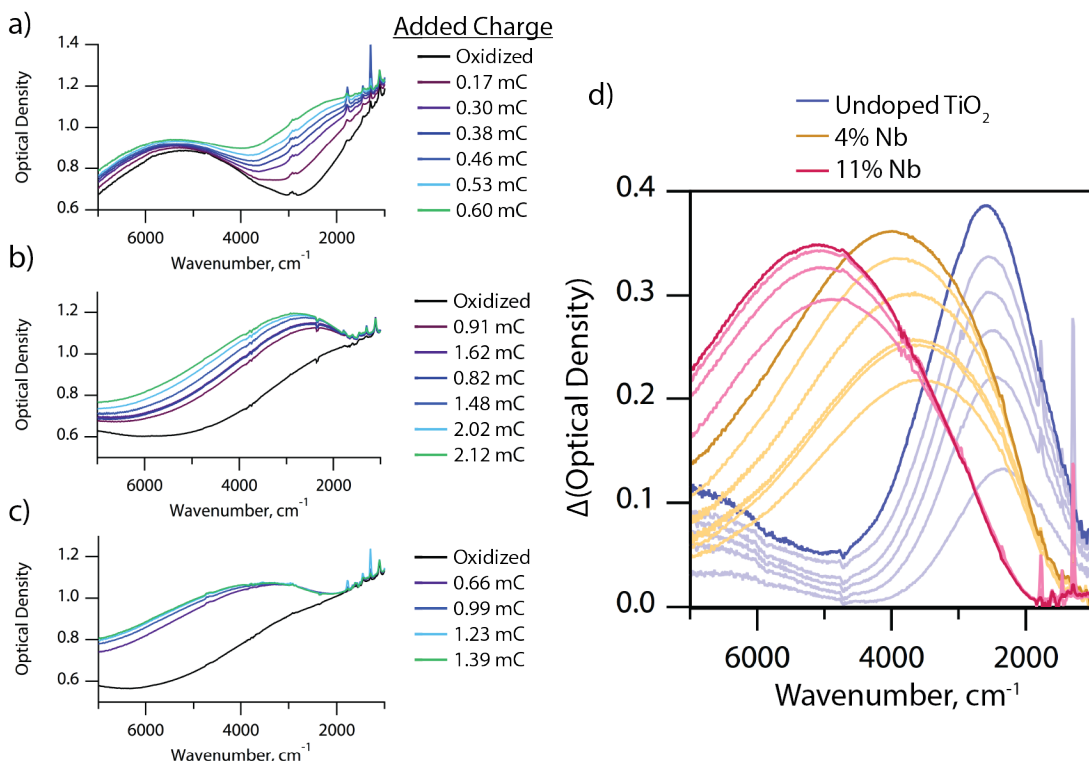 a)
Added Charge
1.4
1.2
1.0
0.8
0.6
Optical Density
6000
4000
2000
Wavenumber, cm-1
Oxidized
0.17 mC
0.30 mC
0.38 mC
0.46 mC
0.53 mC
0.60 mC
b)
1.2
1.0
0.8
0.6
Optical Density
6000
4000
2000
Wavenumber, cm-1
Oxidized
0.91 mC
1.62 mC
0.82 mC
1.48 mC
2.02 mC
2.12 mC
c)
1.2
1.0
0.8
0.6
Optical Density
6000
4000
2000
Wavenumber, cm-1
Oxidized
0.66 mC
0.99 mC
1.23 mC
1.39 mC
d)
Undoped TiO2
4% Nb
11% Nb
0.4
0.3
0.2
0.1
0.0
Δ(Optical Density)
6000
4000
2000
Wavenumber, cm-1